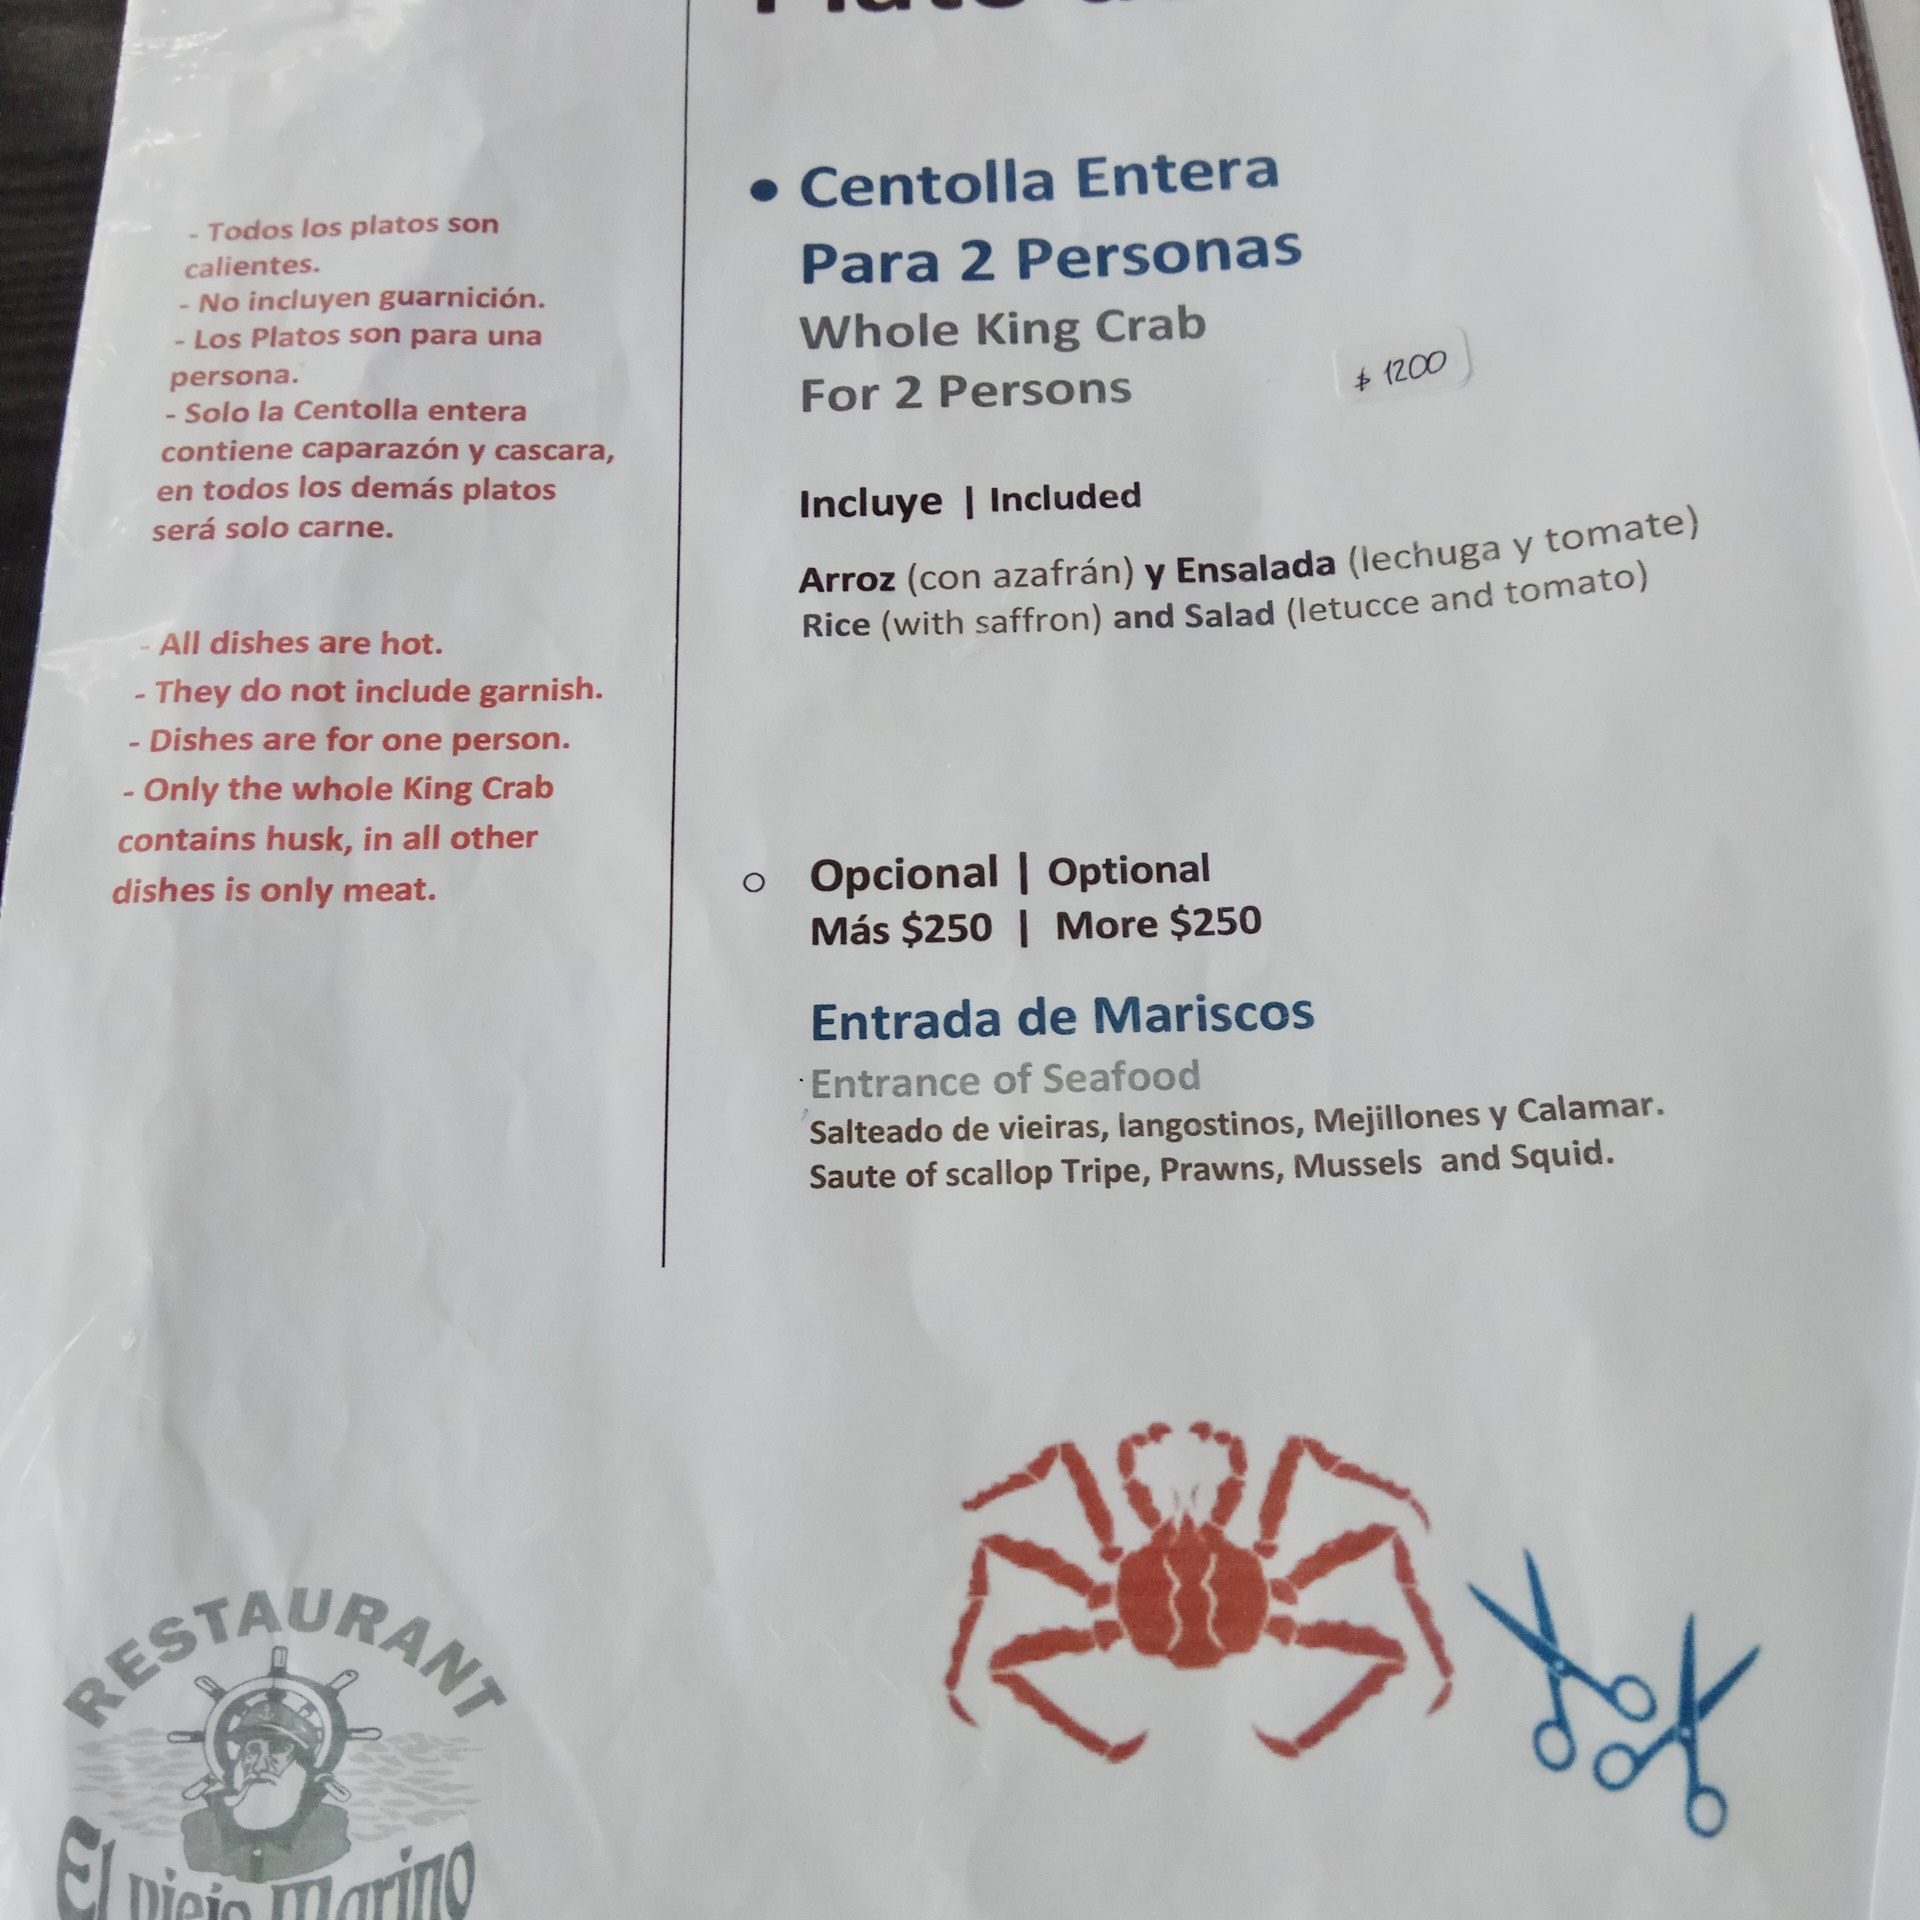 - Todos los platos son
calientes.
- No incluyen guarnición.
- Los Platos son para una
persona.
- Solo la Centolla entera
contiene caparazón y cascara,
en todos los demás platos
será solo carne.
- All dishes are hot.
- They do not include garnish.
- Dishes are for one person.
- Only the whole King Crab
contains husk, in all other
dishes is only meat.
• Centolla Entera
Para 2 Personas
Whole King Crab
For 2 Persons
$ 1200
Incluye | Included
Arroz (con azafrán) y Ensalada (lechuga y tomate)
Rice (with saffron) and Salad (letucce and tomato)
Opcional | Optional
Más $250 | More $250
Entrada de Mariscos
Entrance of Seafood
Salteado de vieiras, langostinos, Mejillones y Calamar.
Saute of scallop Tripe, Prawns, Mussels and Squid.
RESTAURANT
El viejo marino